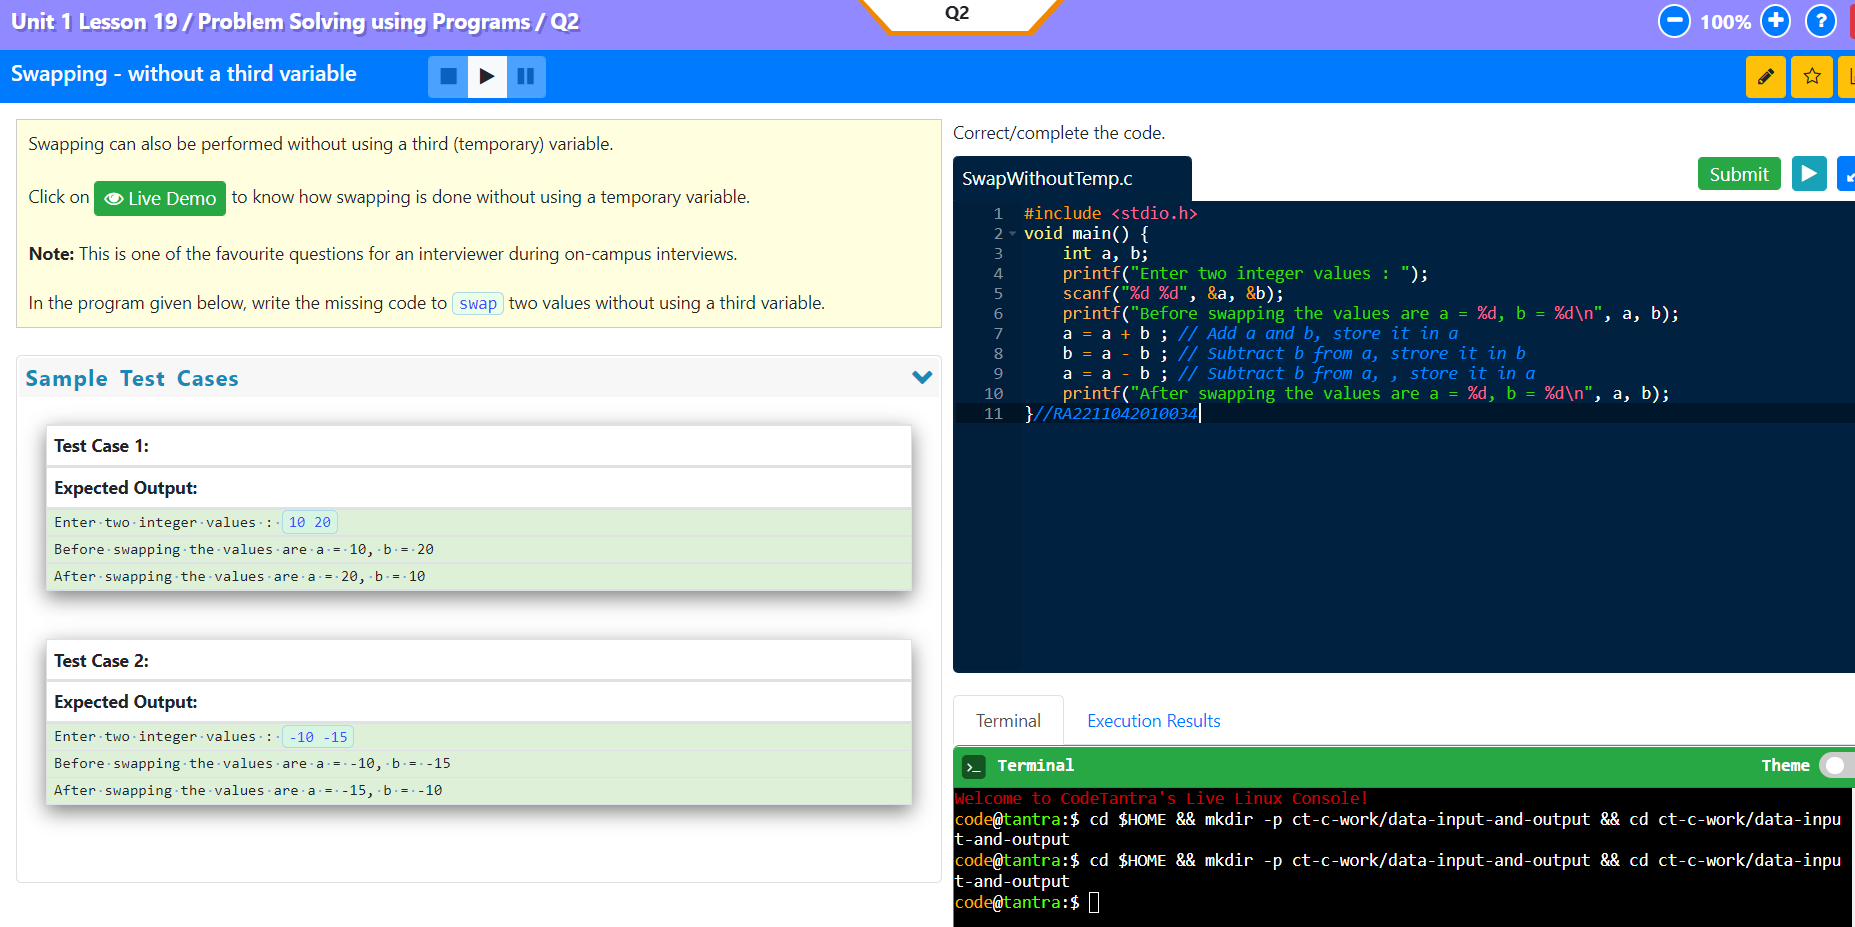 Unit 1 Lesson 19 / Problem Solving using Programs / Q2
Q2
100%
?
Swapping - without a third variable
Swapping can also be performed without using a third (temporary) variable.
Click on Live Demo to know how swapping is done without using a temporary variable.
Note: This is one of the favourite questions for an interviewer during on-campus interviews.
In the program given below, write the missing code to swap two values without using a third variable.
Sample Test Cases
Test Case 1:
Expected Output:
Enter·two·integer·values·:·10 20
Before·swapping·the·values·are·a·=·10,·b·=·20
After·swapping·the·values·are·a·=·20,·b·=·10
Test Case 2:
Expected Output:
Enter·two·integer·values·:·-10 -15
Before·swapping·the·values·are·a·=·-10,·b·=·-15
After·swapping·the·values·are·a·=·-15,·b·=·-10
Correct/complete the code.
SwapWithoutTemp.c
Submit
1 #include <stdio.h>
2 void main() {
3 int a, b;
4 printf("Enter two integer values : ");
5 scanf("%d %d", &a, &b);
6 printf("Before swapping the values are a = %d, b = %d\n", a, b);
7 a = a + b ; // Add a and b, store it in a
8 b = a - b ; // Subtract b from a, strore it in b
9 a = a - b ; // Subtract b from a, , store it in a
10 printf("After swapping the values are a = %d, b = %d\n", a, b);
11 }//RA2211042010034
Terminal
Execution Results
>_ Terminal
Theme
Welcome to CodeTantra's Live Linux Console!
code@tantra:$ cd $HOME && mkdir -p ct-c-work/data-input-and-output && cd ct-c-work/data-inpu
t-and-output
code@tantra:$ cd $HOME && mkdir -p ct-c-work/data-input-and-output && cd ct-c-work/data-inpu
t-and-output
code@tantra:$